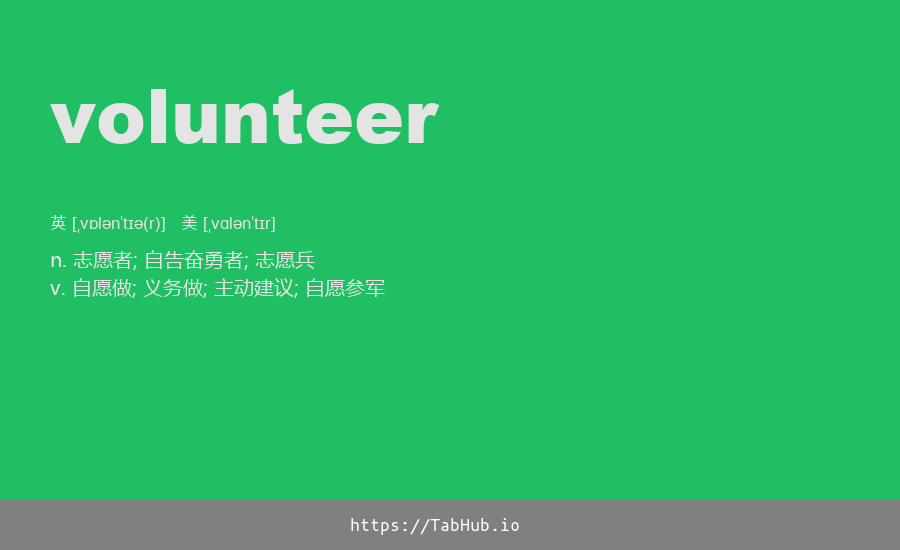 volunteer
英 [ˌvɒlənˈtɪə(r)] 美 [ˌvɑlənˈtɪr]
n. 志愿者; 自告奋勇者; 志愿兵
v. 自愿做; 义务做; 主动建议; 自愿参军
https://TabHub.io